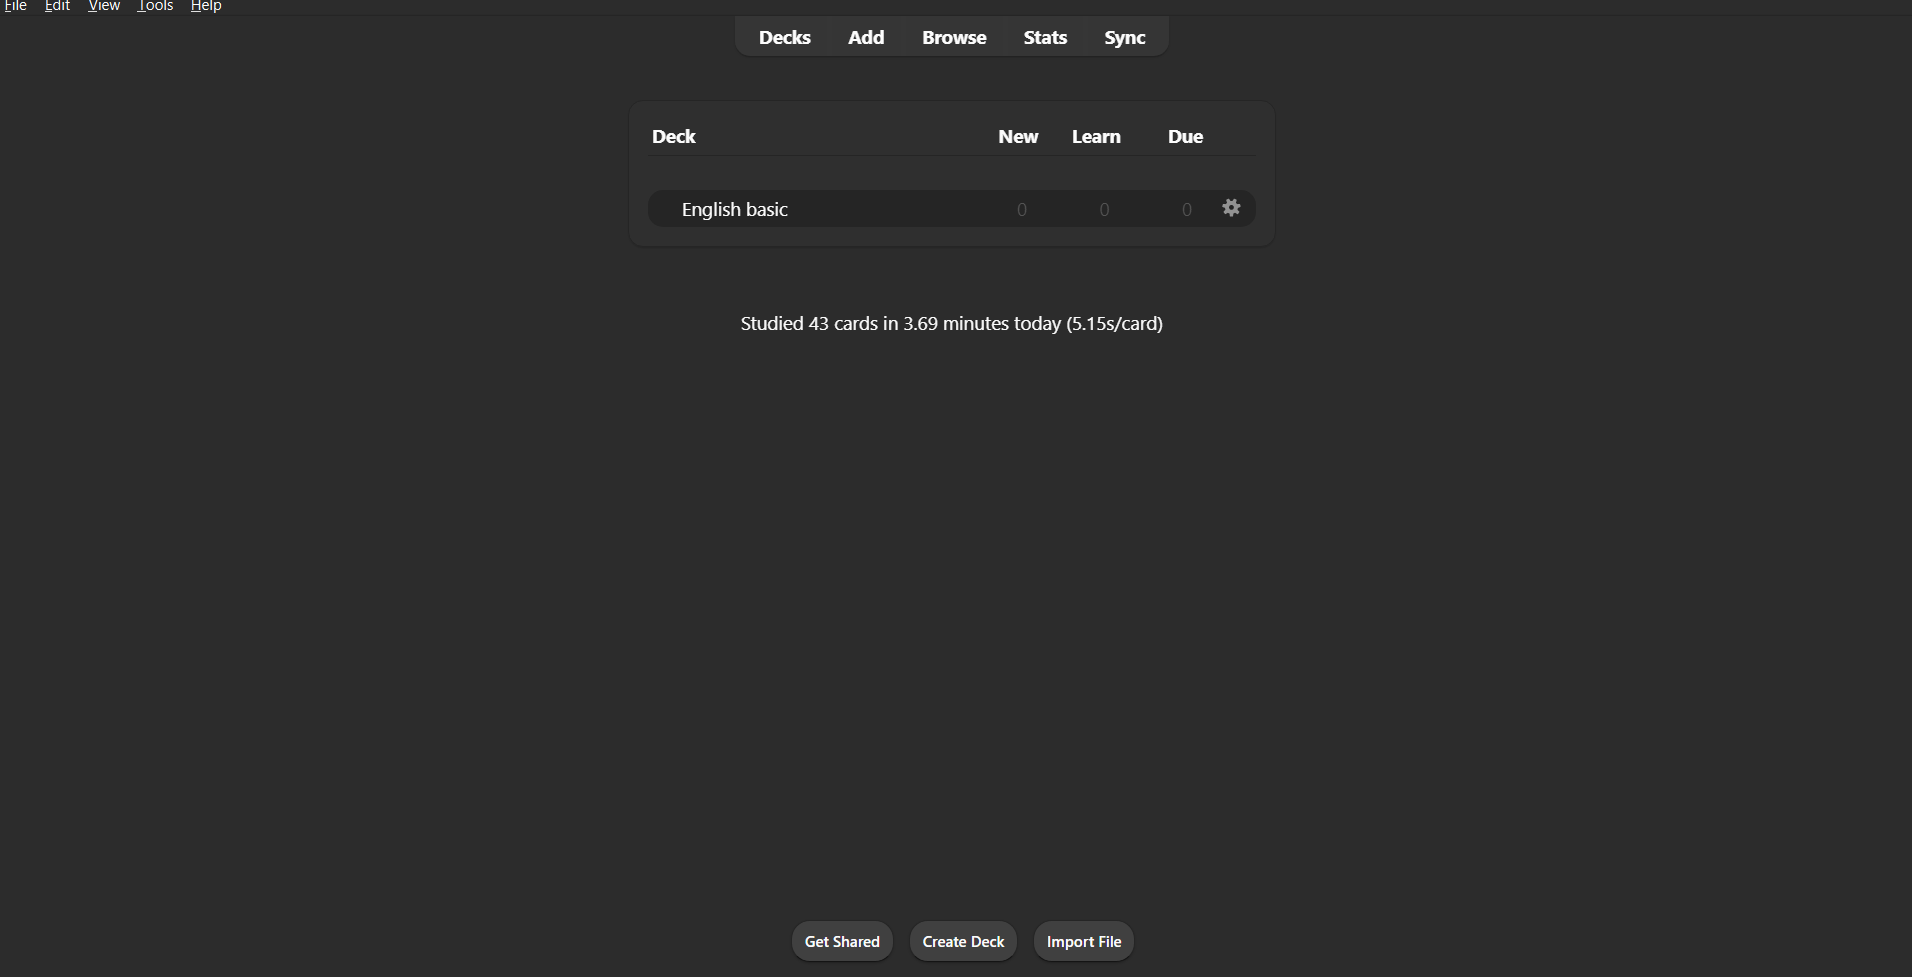 File Edit View Tools Help
Decks Add Browse Stats Sync
Deck New Learn Due
English basic 0 0 0
Studied 43 cards in 3.69 minutes today (5.15s/card)
Get Shared Create Deck Import File